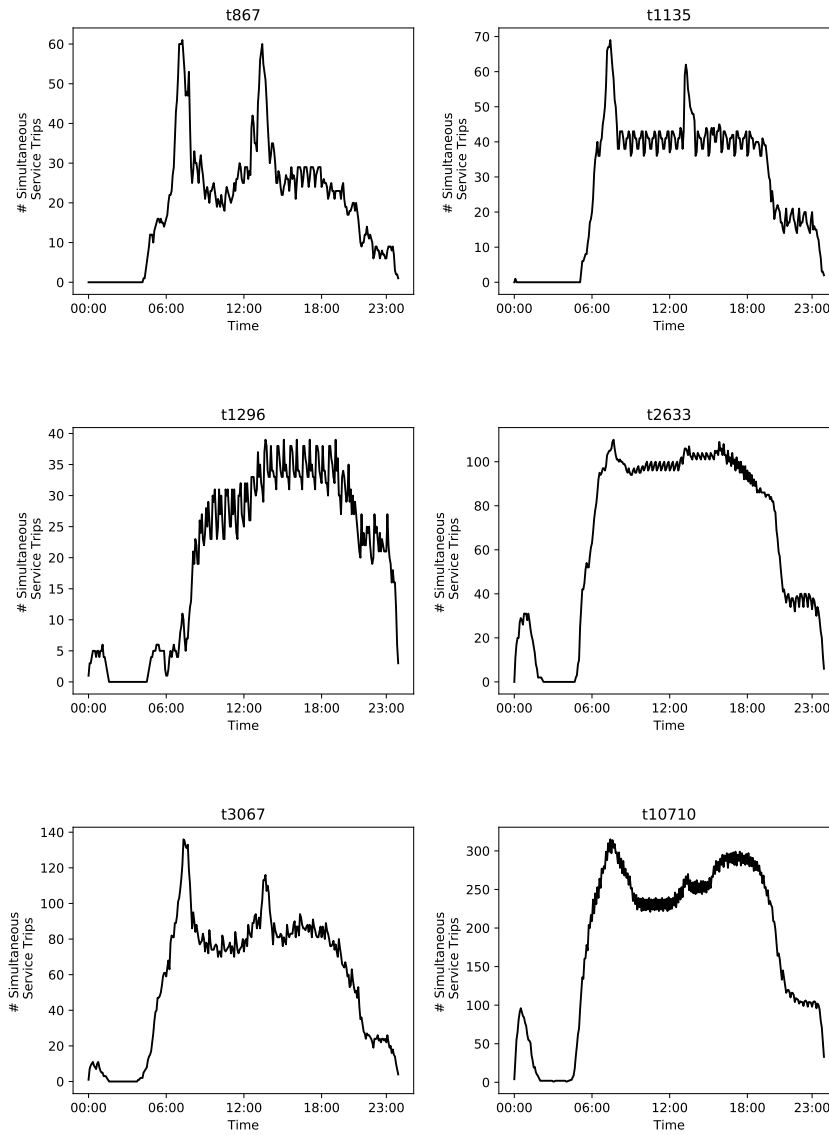 t867
60
50
40
30
20
10
0
# Simultaneous
Service Trips
00:00 06:00 12:00 18:00 23:00
Time
t1135
70
60
50
40
30
20
10
0
# Simultaneous
Service Trips
00:00 06:00 12:00 18:00 23:00
Time
t1296
40
35
30
25
20
15
10
5
0
# Simultaneous
Service Trips
00:00 06:00 12:00 18:00 23:00
Time
t2633
100
80
60
40
20
0
# Simultaneous
Service Trips
00:00 06:00 12:00 18:00 23:00
Time
t3067
140
120
100
80
60
40
20
0
# Simultaneous
Service Trips
00:00 06:00 12:00 18:00 23:00
Time
t10710
300
250
200
150
100
50
0
# Simultaneous
Service Trips
00:00 06:00 12:00 18:00 23:00
Time